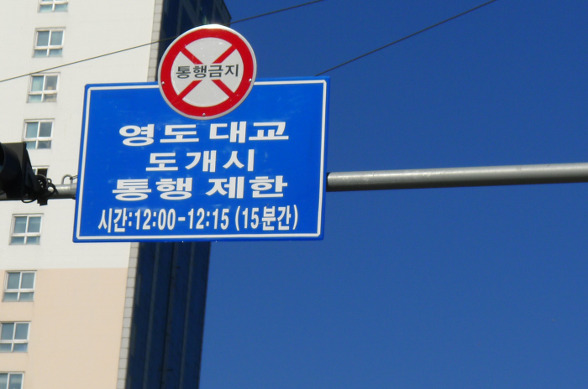 통행금지
영도대교
도개시
통행 제한
시간:12:00-12:15 (15분간)